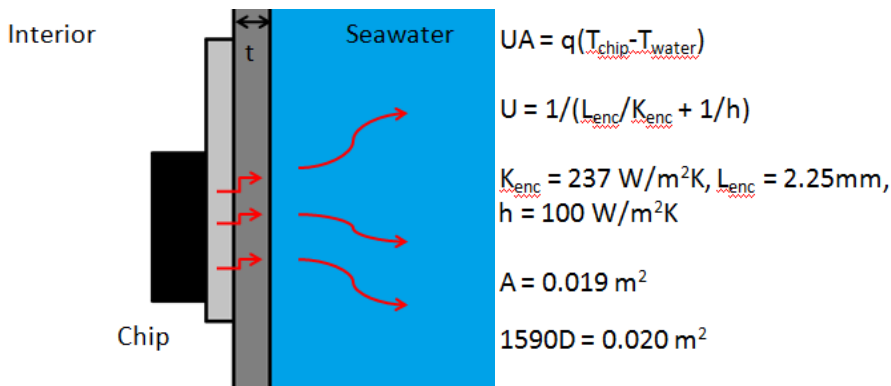 Interior
t
Seawater
Chip
UA = q(Tchip-Twater)
U = 1/(Lenc/Kenc + 1/h)
Kenc = 237 W/m²K, Lenc = 2.25mm,
h = 100 W/m²K
A = 0.019 m²
1590D = 0.020 m²